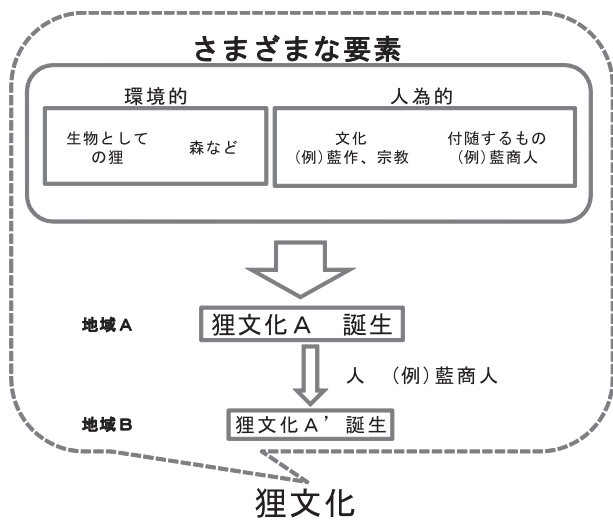 さまざまな要素
環境的
人為的
生物として
の狸
森など
文化
(例)藍作、宗教
付随するもの
(例)藍商人
地域A
狸文化A 誕生
人 (例)藍商人
地域B
狸文化A’誕生
狸文化